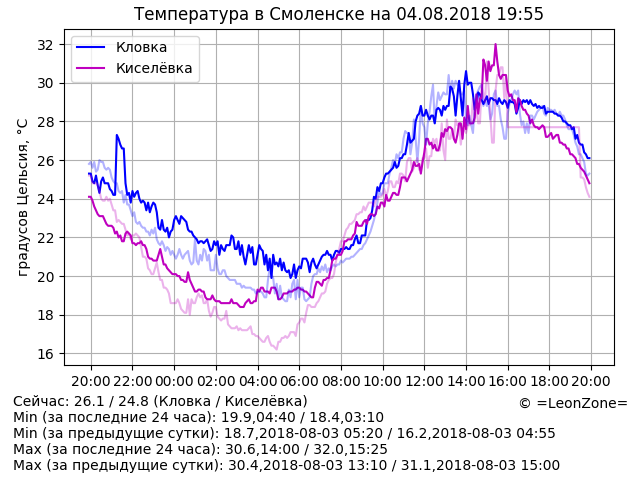 Температура в Смоленске на 04.08.2018 19:55
градусов Цельсия, °C
32
30
28
26
24
22
20
18
16
Кловка
Киселёвка
20:00 22:00 00:00 02:00 04:00 06:00 08:00 10:00 12:00 14:00 16:00 18:00 20:00
Сейчас: 26.1 / 24.8 (Кловка / Киселёвка)
© =LeonZone=
Min (за последние 24 часа): 19.9,04:40 / 18.4,03:10
Min (за предыдущие сутки): 18.7,2018-08-03 05:20 / 16.2,2018-08-03 04:55
Max (за последние 24 часа): 30.6,14:00 / 32.0,15:25
Max (за предыдущие сутки): 30.4,2018-08-03 13:10 / 31.1,2018-08-03 15:00